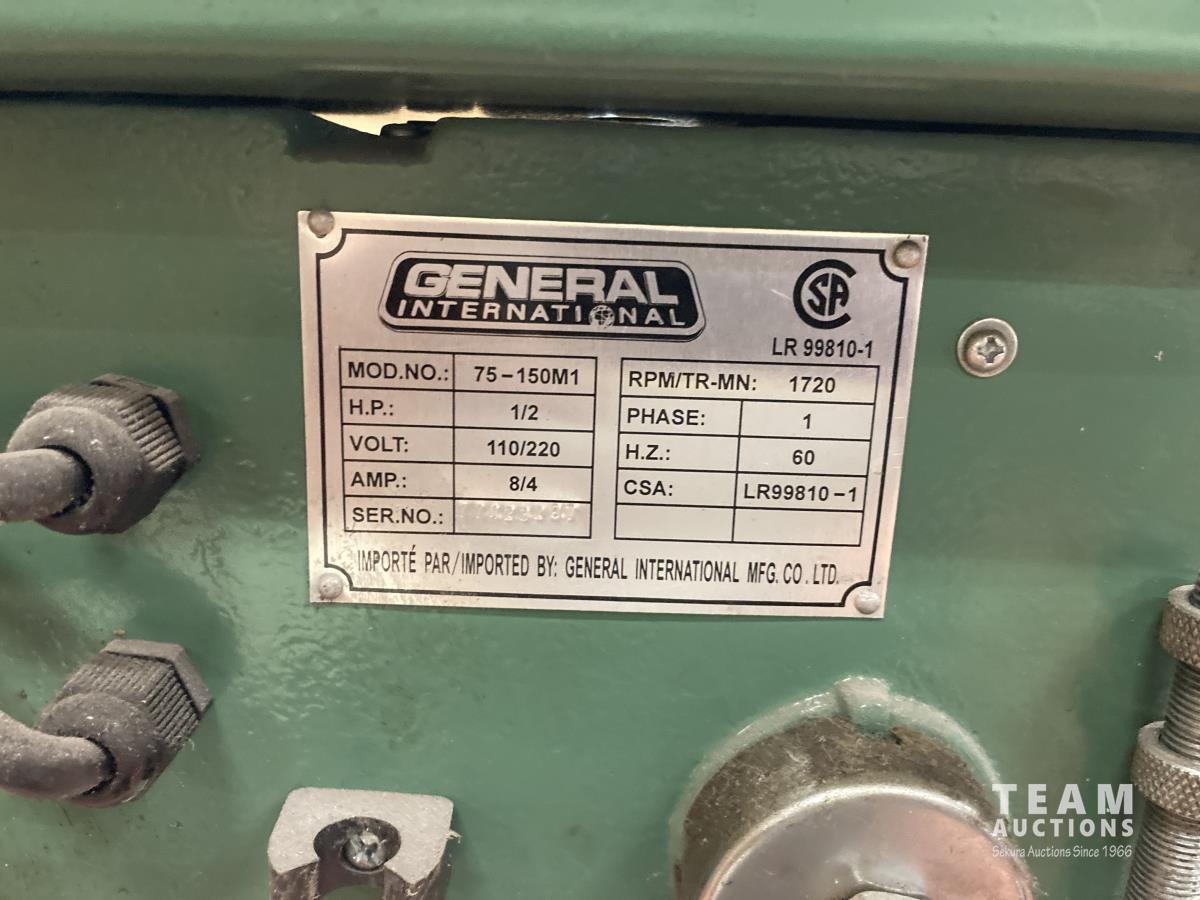 GENERAL
INTERNATIONAL
CSA
LR 99810-1
MOD.NO.: 75-150M1
H.P.: 1/2
VOLT: 110/220
AMP.: 8/4
SER.NO.:
RPM/TR-MN: 1720
PHASE: 1
H.Z.: 60
CSA: LR99810-1
IMPORTÉ PAR/IMPORTED BY: GENERAL INTERNATIONAL MFG. CO. LTD.
TEAM
AUCTIONS
Sekura Auctions Since 1966